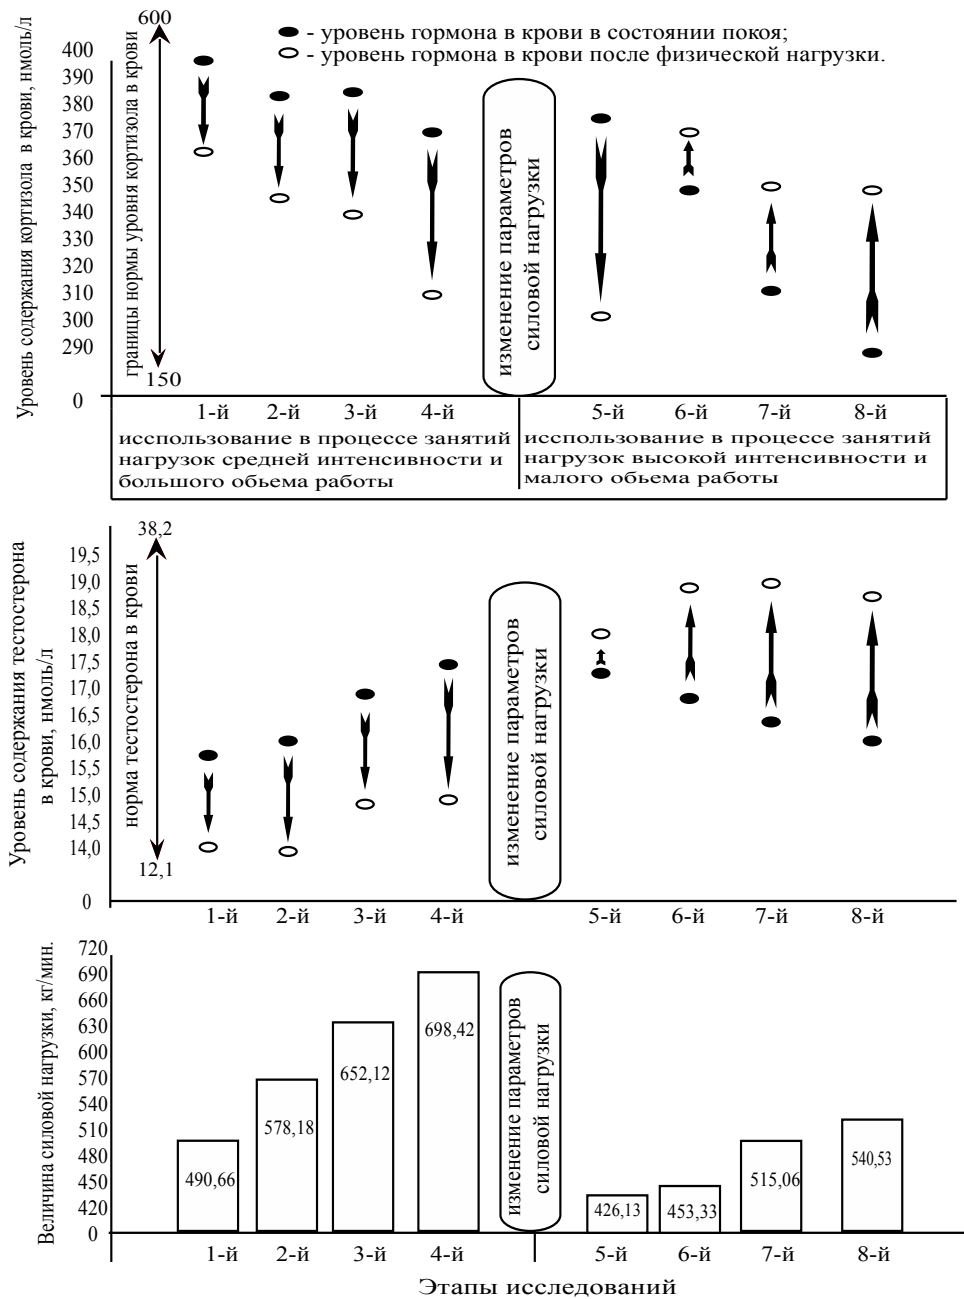 600
● - уровень гормона в крови в состоянии покоя;
○ - уровень гормона в крови после физической нагрузки.
Уровень содержания кортизола в крови, нмоль/л
400
390
380
370
360
350
340
330
320
310
300
290
0
границы нормы уровня кортизола в крови
150
изменение параметров
силовой нагрузки
1-й 2-й 3-й 4-й 5-й 6-й 7-й 8-й
исспользование в процессе занятий
нагрузок средней интенсивности и
большого обьема работы
исспользование в процессе занятий
нагрузок высокой интенсивности и
малого обьема работы
38,2
Уровень содержания тестостерона
в крови, нмоль/л
19,5
19,0
18,5
18,0
17,5
17,0
16,5
16,0
15,5
15,0
14,5
14,0
0
норма тестостерона в крови
12,1
изменение параметров
силовой нагрузки
1-й 2-й 3-й 4-й 5-й 6-й 7-й 8-й
Величина силовой нагрузки, кг/мин.
720
690
660
630
600
570
540
510
480
450
420
0
490,66
578,18
652,12
698,42
изменение параметров
силовой нагрузки
426,13
453,33
515,06
540,53
1-й 2-й 3-й 4-й 5-й 6-й 7-й 8-й
Этапы исследований